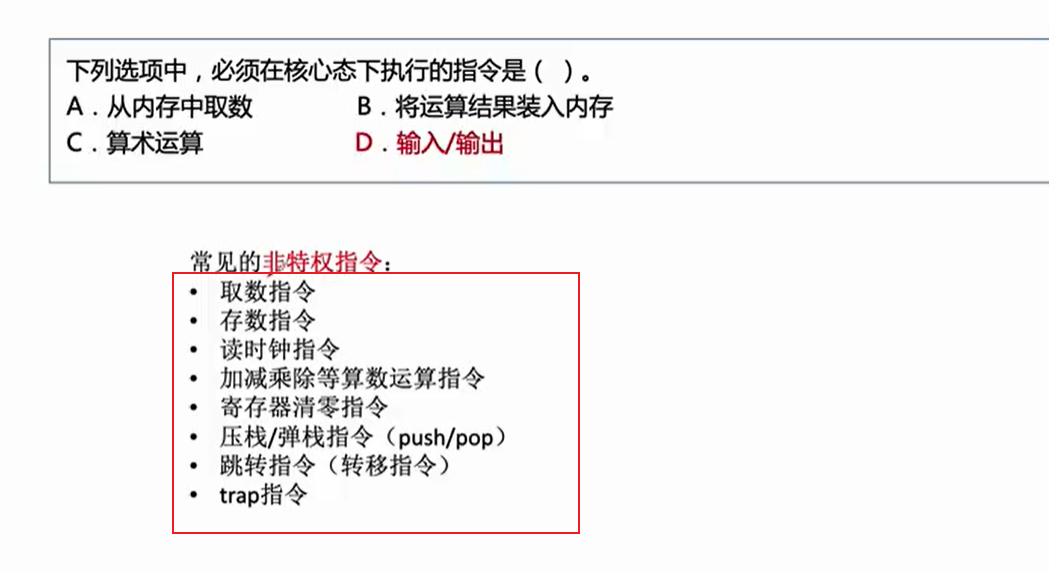 下列选项中，必须在核心态下执行的指令是（ ）。
A．从内存中取数 B．将运算结果装入内存
C．算术运算 D．输入/输出
常见的非特权指令：
• 取数指令
• 存数指令
• 读时钟指令
• 加减乘除等算数运算指令
• 寄存器清零指令
• 压栈/弹栈指令（push/pop）
• 跳转指令（转移指令）
• trap指令